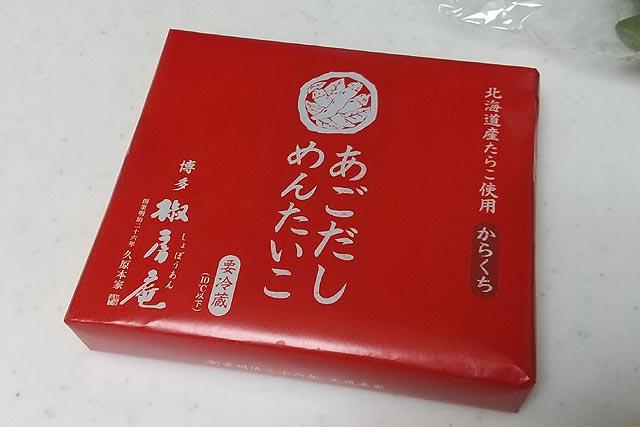 北海道産たらこ使用
からくち
あごだし
めんたいこ
要冷蔵
(10℃以下)
博多
椒房庵
しょぼうあん
創業明治二十六年
久原本家